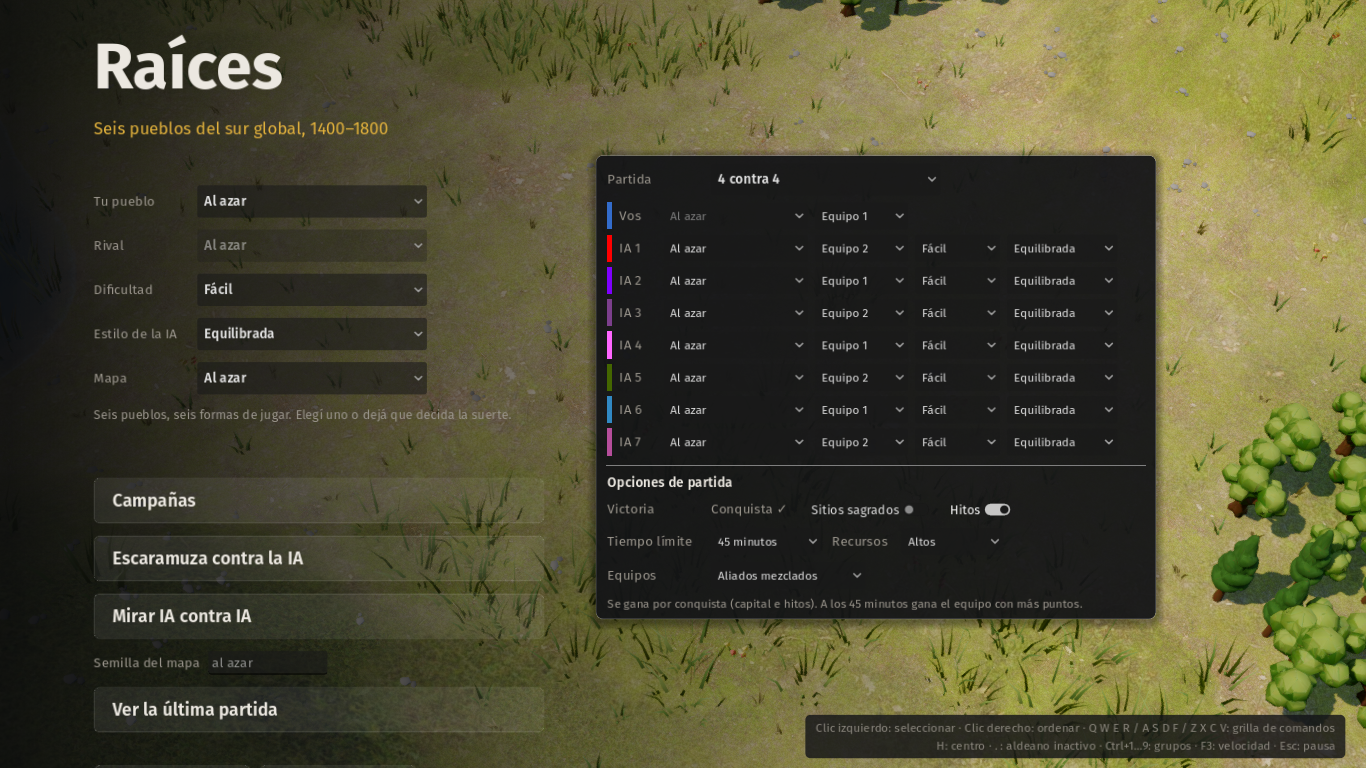 Raíces
Seis pueblos del sur global, 1400–1800
Tu pueblo Al azar
Rival Al azar
Dificultad Fácil
Estilo de la IA Equilibrada
Mapa Al azar
Seis pueblos, seis formas de jugar. Elegí uno o dejá que decida la suerte.
Campañas
Escaramuza contra la IA
Mirar IA contra IA
Semilla del mapa al azar
Ver la última partida
Partida 4 contra 4
Vos Al azar Equipo 1
IA 1 Al azar Equipo 2 Fácil Equilibrada
IA 2 Al azar Equipo 1 Fácil Equilibrada
IA 3 Al azar Equipo 2 Fácil Equilibrada
IA 4 Al azar Equipo 1 Fácil Equilibrada
IA 5 Al azar Equipo 2 Fácil Equilibrada
IA 6 Al azar Equipo 1 Fácil Equilibrada
IA 7 Al azar Equipo 2 Fácil Equilibrada
Opciones de partida
Victoria Conquista ✓ Sitios sagrados Hitos
Tiempo límite 45 minutos Recursos Altos
Equipos Aliados mezclados
Se gana por conquista (capital e hitos). A los 45 minutos gana el equipo con más puntos.
Clic izquierdo: seleccionar · Clic derecho: ordenar · Q W E R / A S D F / Z X C V: grilla de comandos
H: centro · . : aldeano inactivo · Ctrl+1…9: grupos · F3: velocidad · Esc: pausa